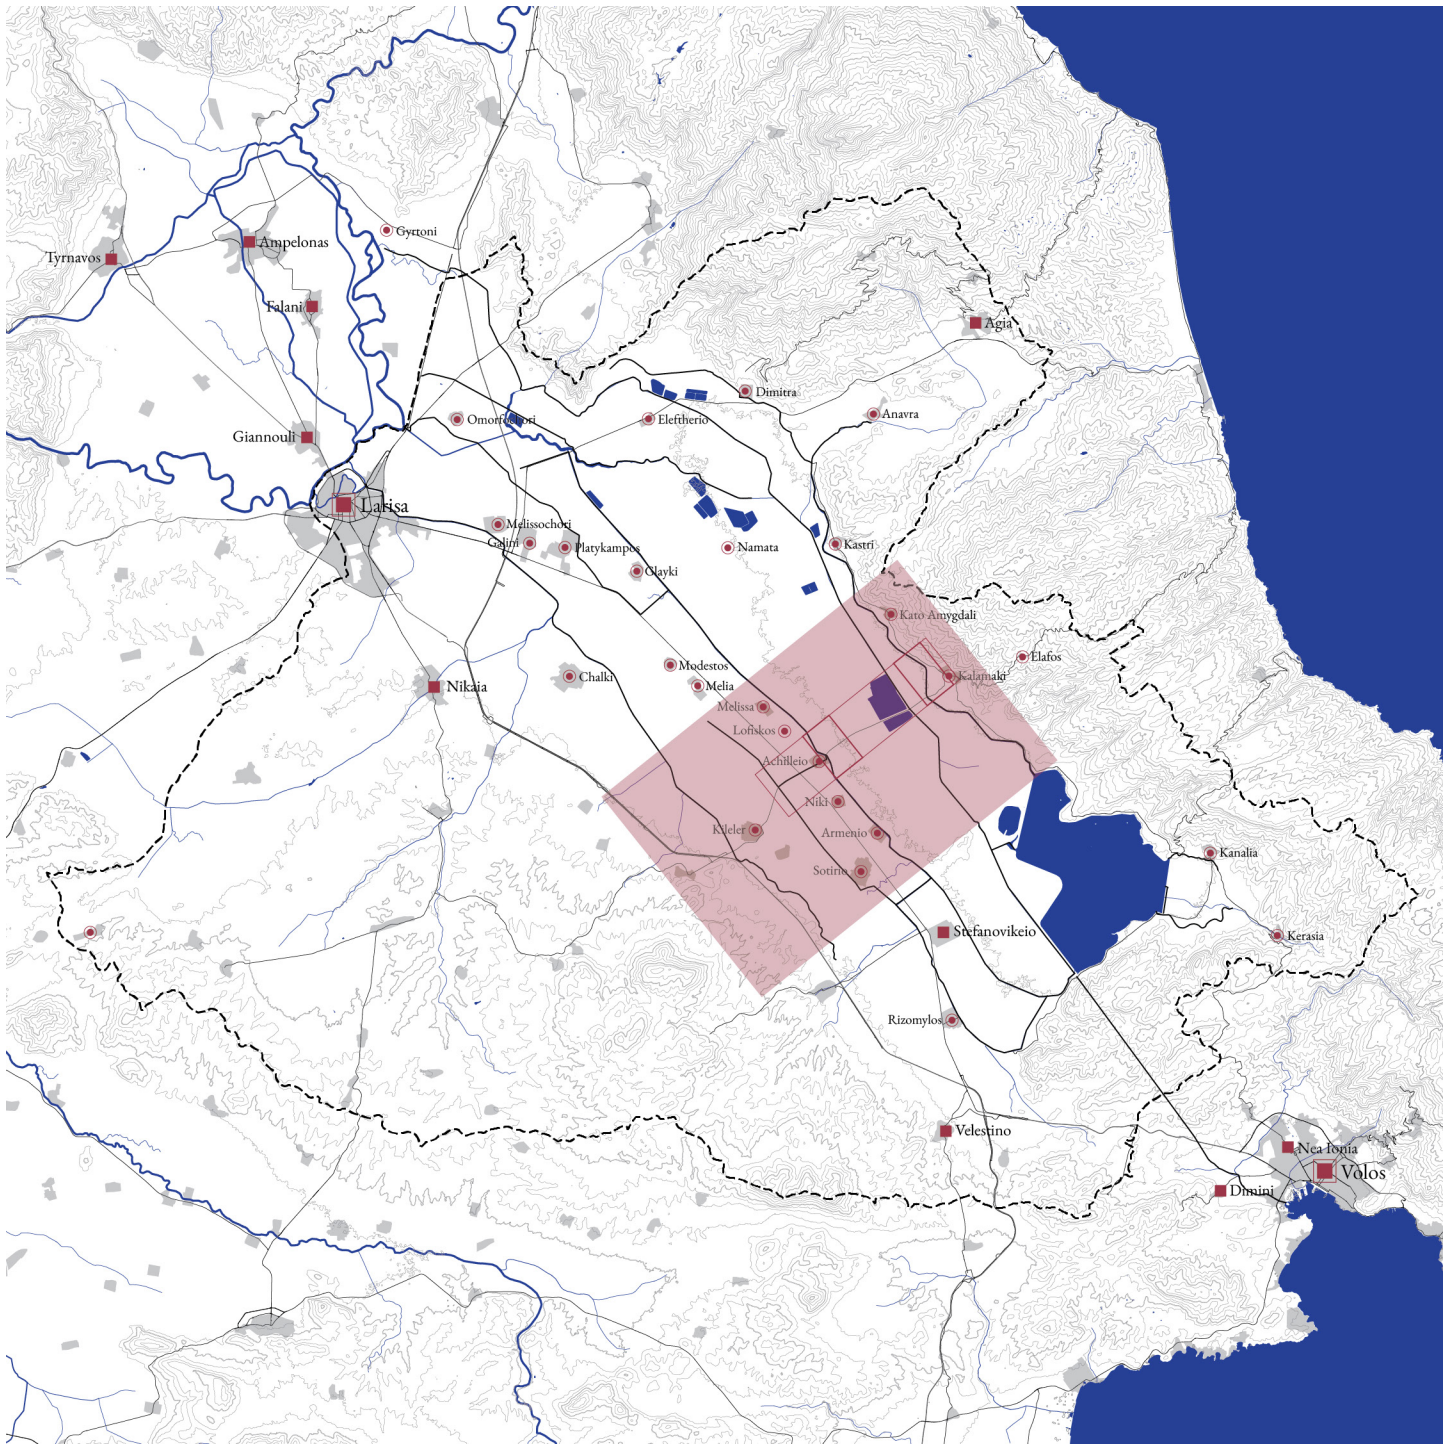 Gyrtoni
Ampelonas
Tyrnavos
Falani
Agia
Dimitra
Anavra
Omorfochori
Eleftherio
Giannouli
Larisa
Melissochori
Galini
Platykampos
Namata
Kastri
Glayki
Kato Amygdali
Elafos
Modestos
Chalki
Kalamaki
Melia
Nikaia
Melissa
Lofiskos
Achilleio
Niki
Kileler
Armenio
Kanalia
Sotirio
Stefanovikeio
Kerasia
Rizomylos
Velestino
Nea Ionia
Volos
Dimini